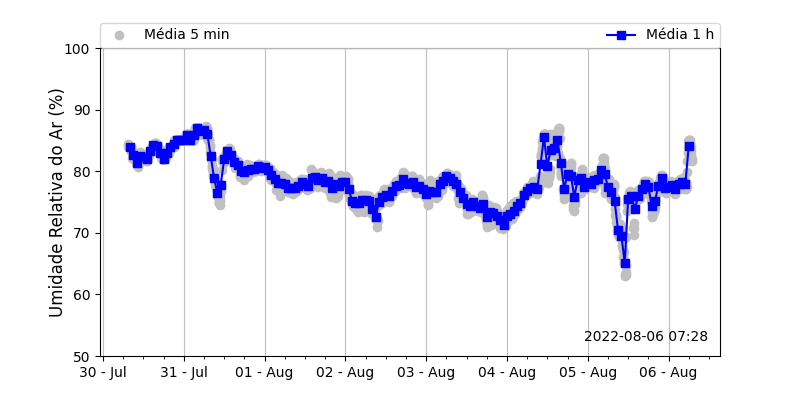 Média 5 min
Média 1 h
Umidade Relativa do Ar (%)
100
90
80
70
60
50
2022-08-06 07:28
30 - Jul
31 - Jul
01 - Aug
02 - Aug
03 - Aug
04 - Aug
05 - Aug
06 - Aug